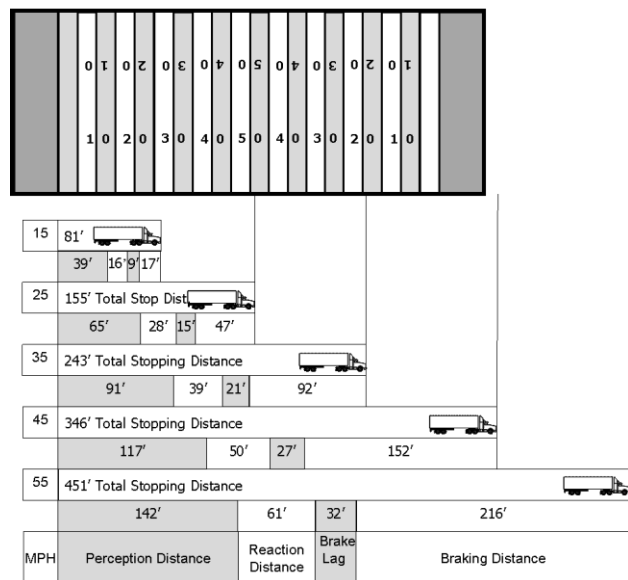 0 1 0 2 0 3 0 4 0 5 0 4 0 3 0 2 0 1
1 0 2 0 3 0 4 0 5 0 4 0 3 0 2 0 1 0
15 81'
39' 16' 9' 17'
25 155' Total Stop Dist
65' 28' 15' 47'
35 243' Total Stopping Distance
91' 39' 21' 92'
45 346' Total Stopping Distance
117' 50' 27' 152'
55 451' Total Stopping Distance
142' 61' 32' 216'
MPH Perception Distance Reaction Distance Brake Lag Braking Distance